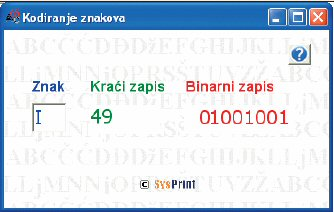 Kodiranje znakova
Znak Kraći zapis Binarni zapis
I 49 01001001
c SysPrint